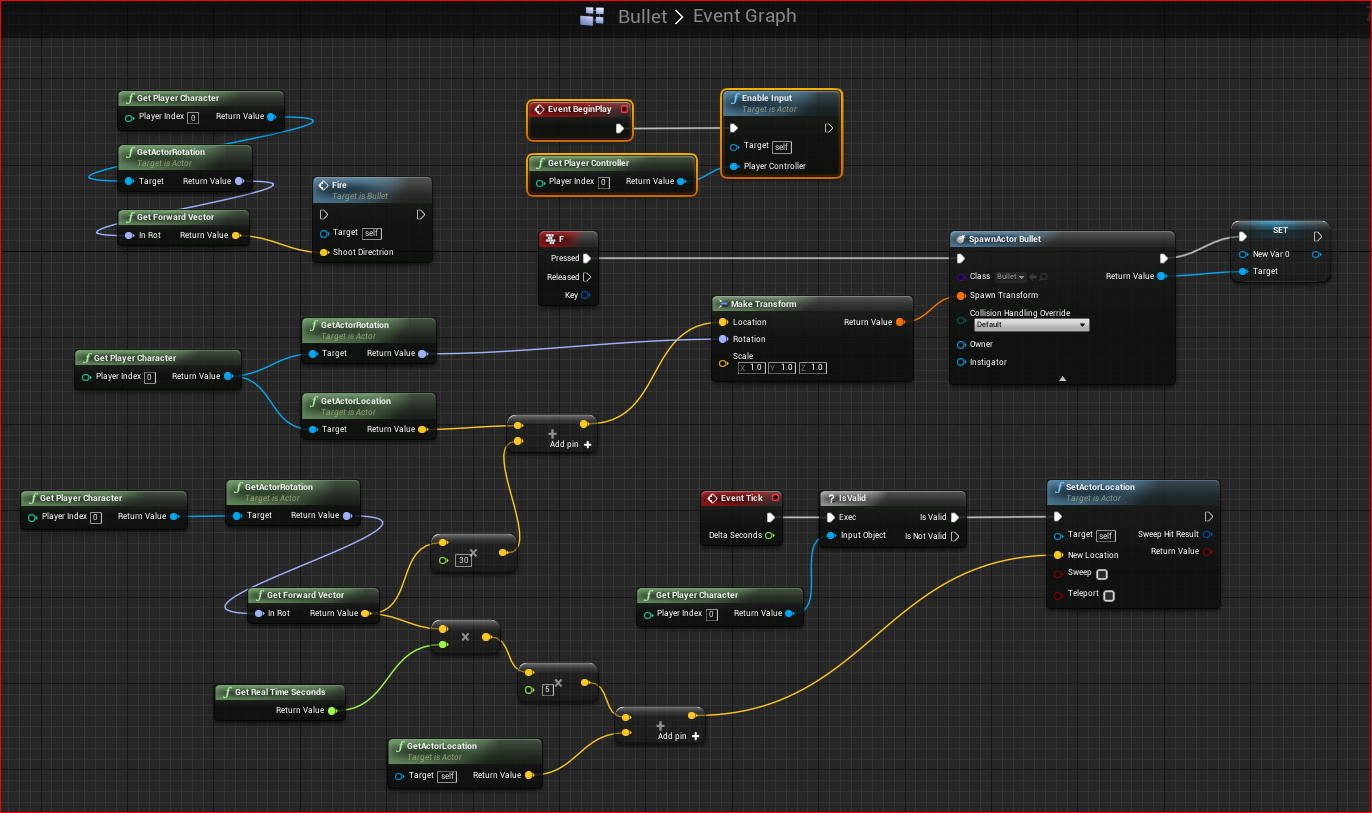 Bullet > Event Graph
Get Player Character
Player Index 0 Return Value
GetActorRotation
Target is Actor
Target Return Value
Get Forward Vector
In Rot Return Value
Fire
Target is Bullet
Target self
Shoot Direction
Event BeginPlay
Get Player Controller
Player Index 0 Return Value
Enable Input
Target is Actor
Target self
Player Controller
F
Pressed
Released
Key
SpawnActor Bullet
Class Bullet Return Value
Spawn Transform
Collision Handling Override
Default
Owner
Instigator
SET
New Var 0
Target
Make Transform
Location Return Value
Rotation
Scale
X 1.0 Y 1.0 Z 1.0
GetActorRotation
Target is Actor
Target Return Value
Get Player Character
Player Index 0 Return Value
GetActorLocation
Target is Actor
Target Return Value
+
Add pin +
Get Player Character
Player Index 0 Return Value
GetActorRotation
Target is Actor
Target Return Value
30 ×
Get Forward Vector
In Rot Return Value
×
Get Real Time Seconds
Return Value
5 ×
+
Add pin +
GetActorLocation
Target is Actor
Target self Return Value
Event Tick
Delta Seconds
? IsValid
Exec Is Valid
Input Object Is Not Valid
Get Player Character
Player Index 0 Return Value
SetActorLocation
Target is Actor
Target self Sweep Hit Result
New Location Return Value
Sweep
Teleport